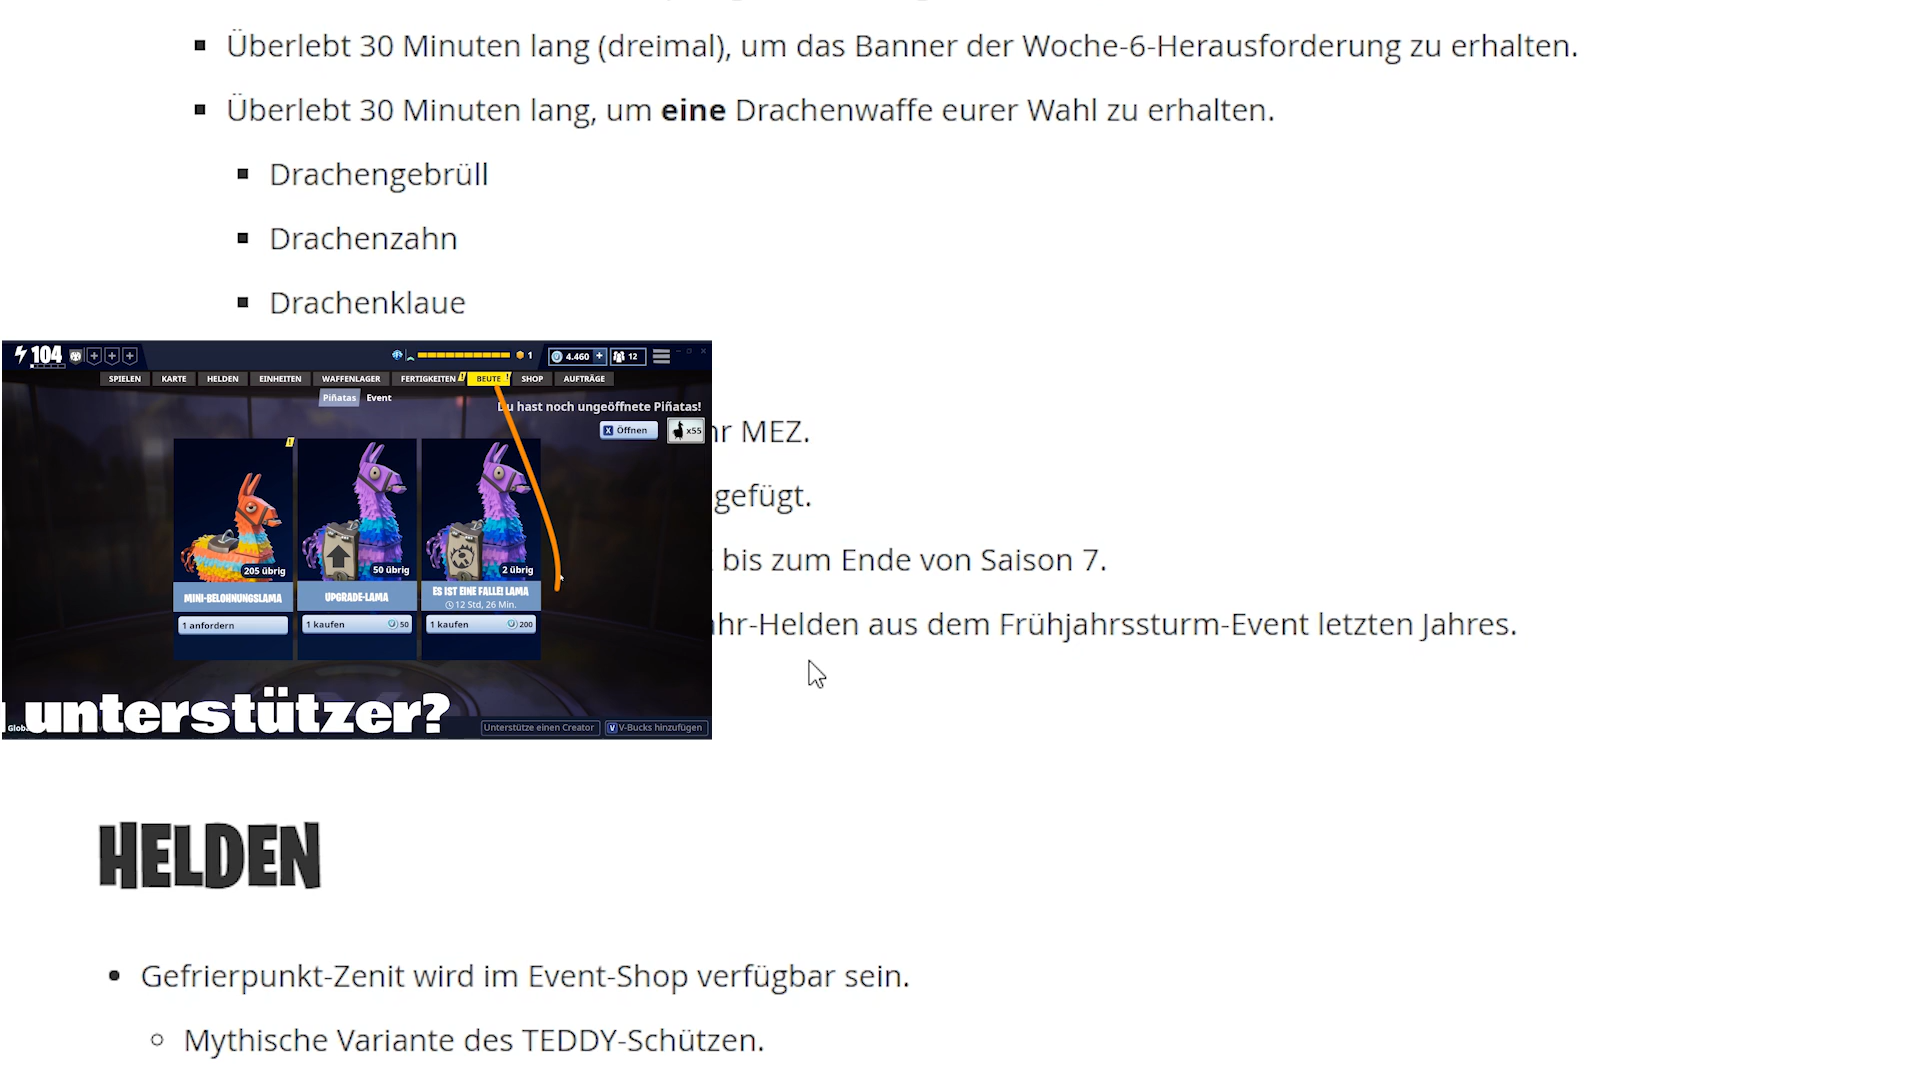 Überlebt 30 Minuten lang (dreimal), um das Banner der Woche-6-Herausforderung zu erhalten.
Überlebt 30 Minuten lang, um eine Drachenwaffe eurer Wahl zu erhalten.
Drachengebrüll
Drachenzahn
Drachenklaue
104
1
4.460
12
SPIELEN KARTE HELDEN EINHEITEN WAFFENLAGER FERTIGKEITEN BEUTE SHOP AUFTRÄGE
Piñatas Event
Du hast noch ungeöffnete Piñatas!
X Öffnen x55
205 übrig 50 übrig 2 übrig
MINI-BELOHNUNGSLAMA UPGRADE-LAMA ES IST EINE FALLE! LAMA
12 Std, 26 Min.
1 anfordern 1 kaufen 50 1 kaufen 200
unterstützer?
Unterstütze einen Creator V V-Bucks hinzufügen
MEZ.
gefügt.
bis zum Ende von Saison 7.
hr-Helden aus dem Frühjahrssturm-Event letzten Jahres.
HELDEN
Gefrierpunkt-Zenit wird im Event-Shop verfügbar sein.
Mythische Variante des TEDDY-Schützen.